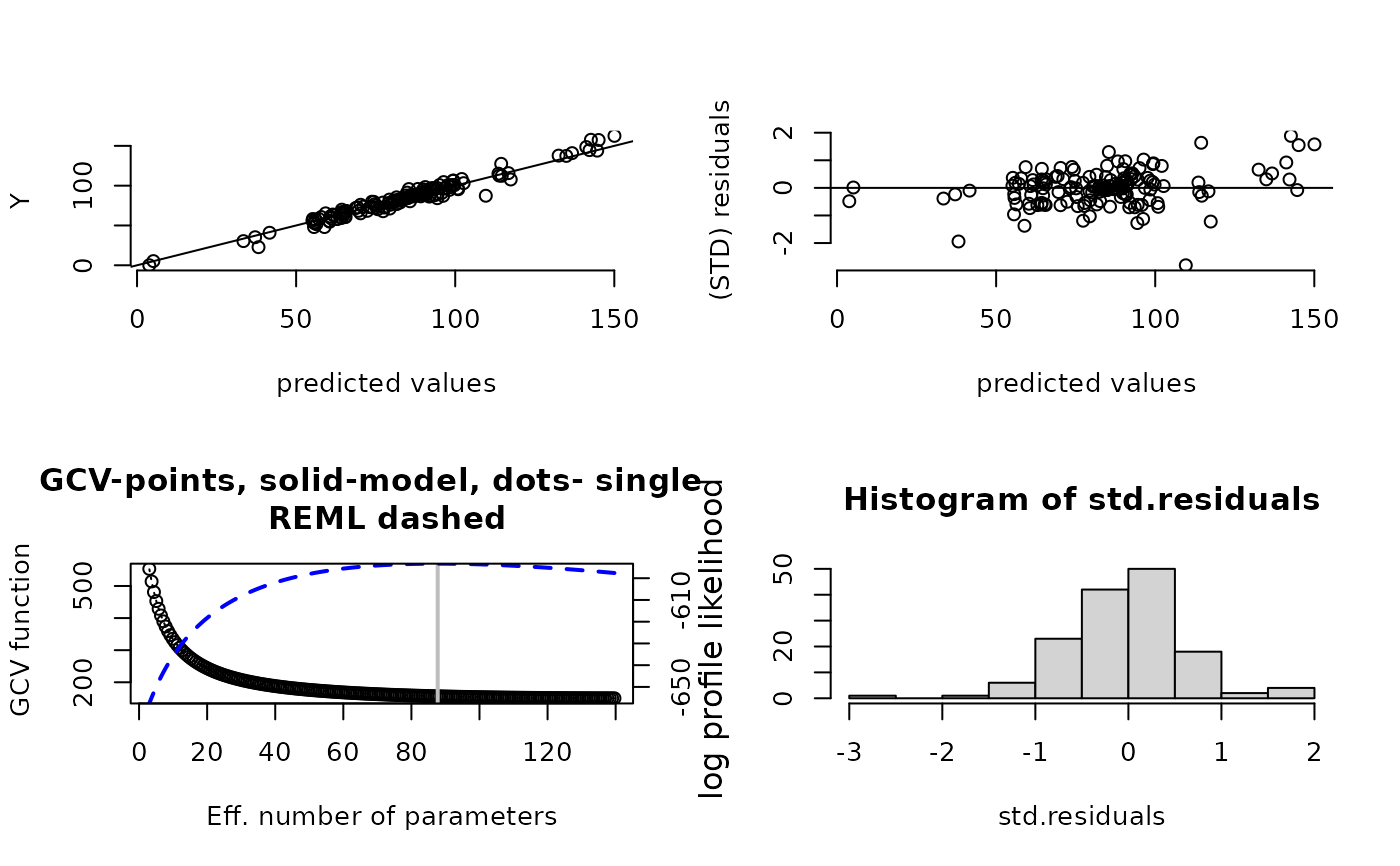 Y
0 100
0 50 100 150
predicted values
(STD) residuals
-2 0 2
0 50 100 150
predicted values
GCV-points, solid-model, dots- single
REML dashed
GCV function
200 500
0 20 40 60 80 120
Eff. number of parameters
-650 -610
log profile likelihood
Histogram of std.residuals
0 20 50
-3 -2 -1 0 1 2
std.residuals